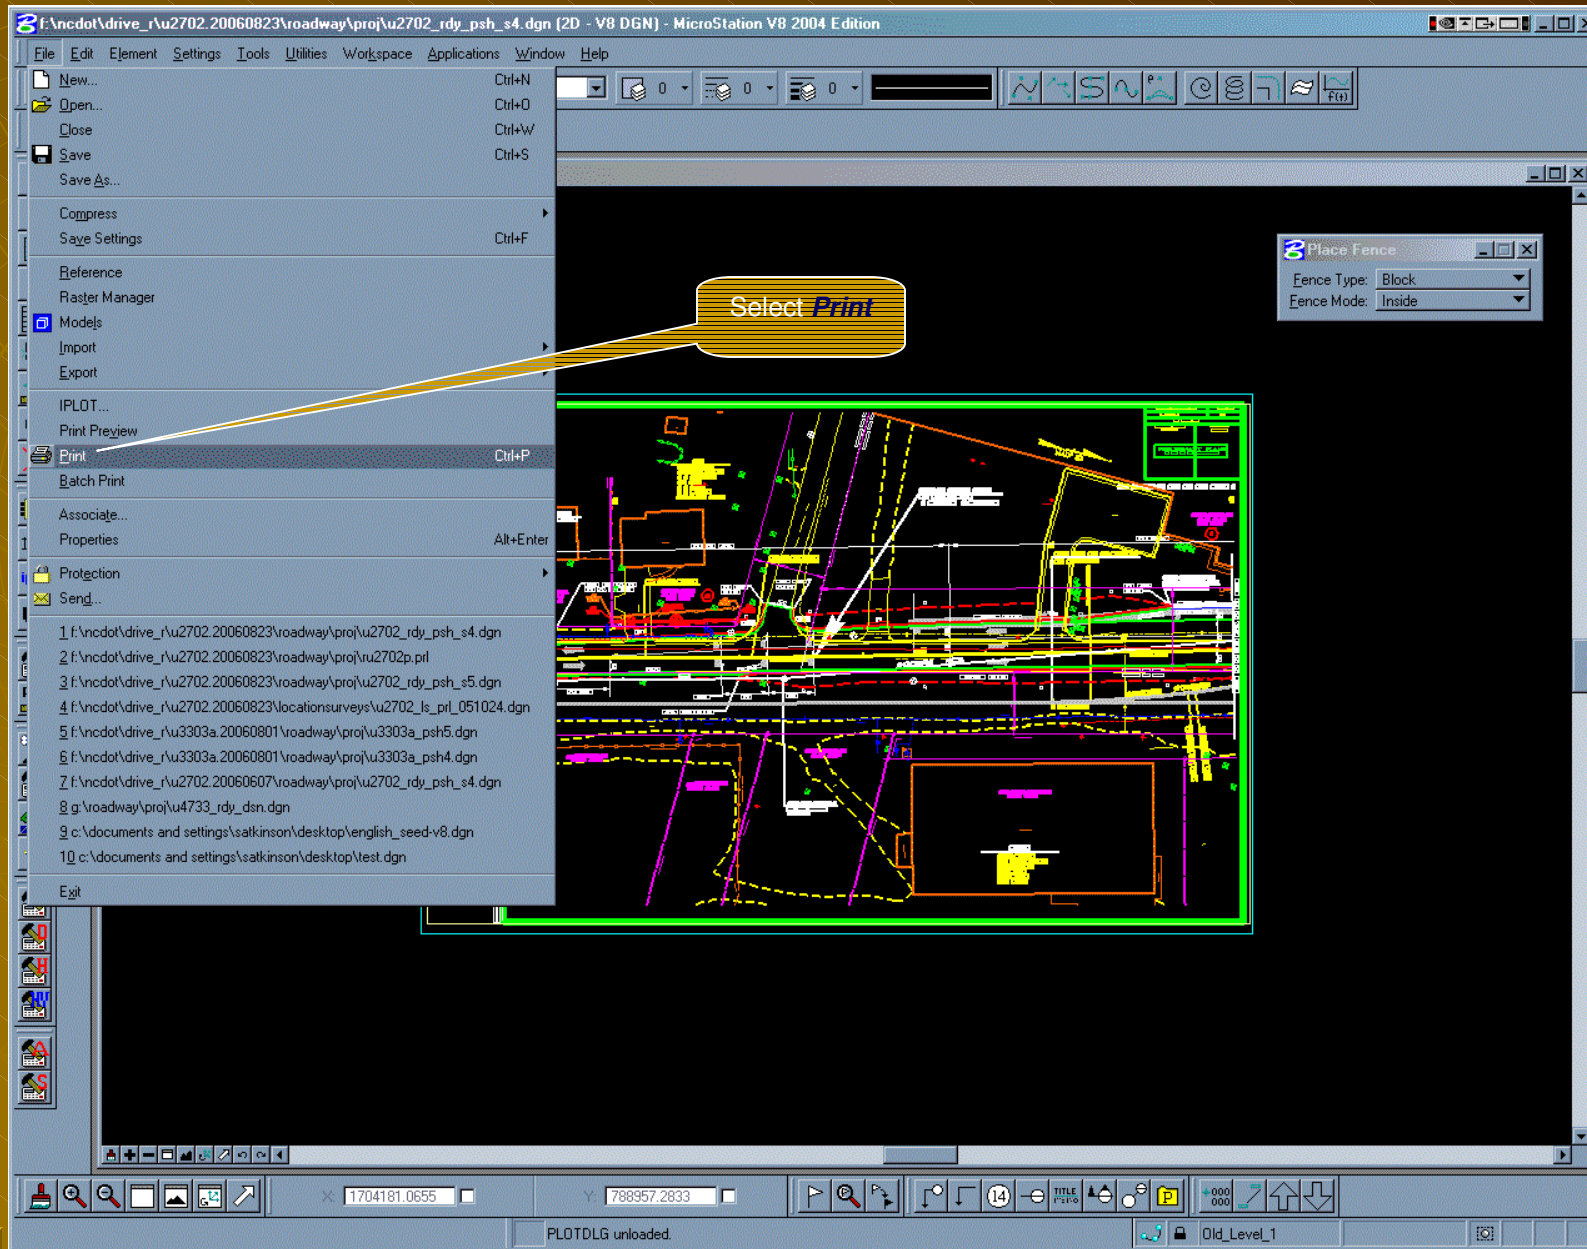 f:\ncdot\drive_r\u2702.20060823\roadway\proj\u2702_rdy_psh_s4.dgn (2D - V8 DGN) - MicroStation V8 2004 Edition
File Edit Element Settings Tools Utilities Workspace Applications Window Help
New... Ctrl+N
Open... Ctrl+O
Close Ctrl+W
Save Ctrl+S
Save As...
Compress
Save Settings Ctrl+F
Reference
Raster Manager
Models
Import
Export
IPLOT...
Print Preview
Print Ctrl+P
Batch Print
Associate...
Properties Alt+Enter
Protection
Send...
1 f:\ncdot\drive_r\u2702.20060823\roadway\proj\u2702_rdy_psh_s4.dgn
2 f:\ncdot\drive_r\u2702.20060823\roadway\proj\ru2702p.prl
3 f:\ncdot\drive_r\u2702.20060823\roadway\proj\u2702_rdy_psh_s5.dgn
4 f:\ncdot\drive_r\u2702.20060823\locationsurveys\u2702_ls_prl_051024.dgn
5 f:\ncdot\drive_r\u3303a.20060801\roadway\proj\u3303a_psh5.dgn
6 f:\ncdot\drive_r\u3303a.20060801\roadway\proj\u3303a_psh4.dgn
7 f:\ncdot\drive_r\u2702.20060607\roadway\proj\u2702_rdy_psh_s4.dgn
8 g:\roadway\proj\u4733_rdy_dsn.dgn
9 c:\documents and settings\satkinson\desktop\english_seed-v8.dgn
10 c:\documents and settings\satkinson\desktop\test.dgn
Exit
0 0 0
f(t)
Select Print
Place Fence
Fence Type: Block
Fence Mode: Inside
X: 1704181.0655
Y: 788957.2833
14
TITLE
P
+000
000
PLOTDLG unloaded.
Old_Level_1